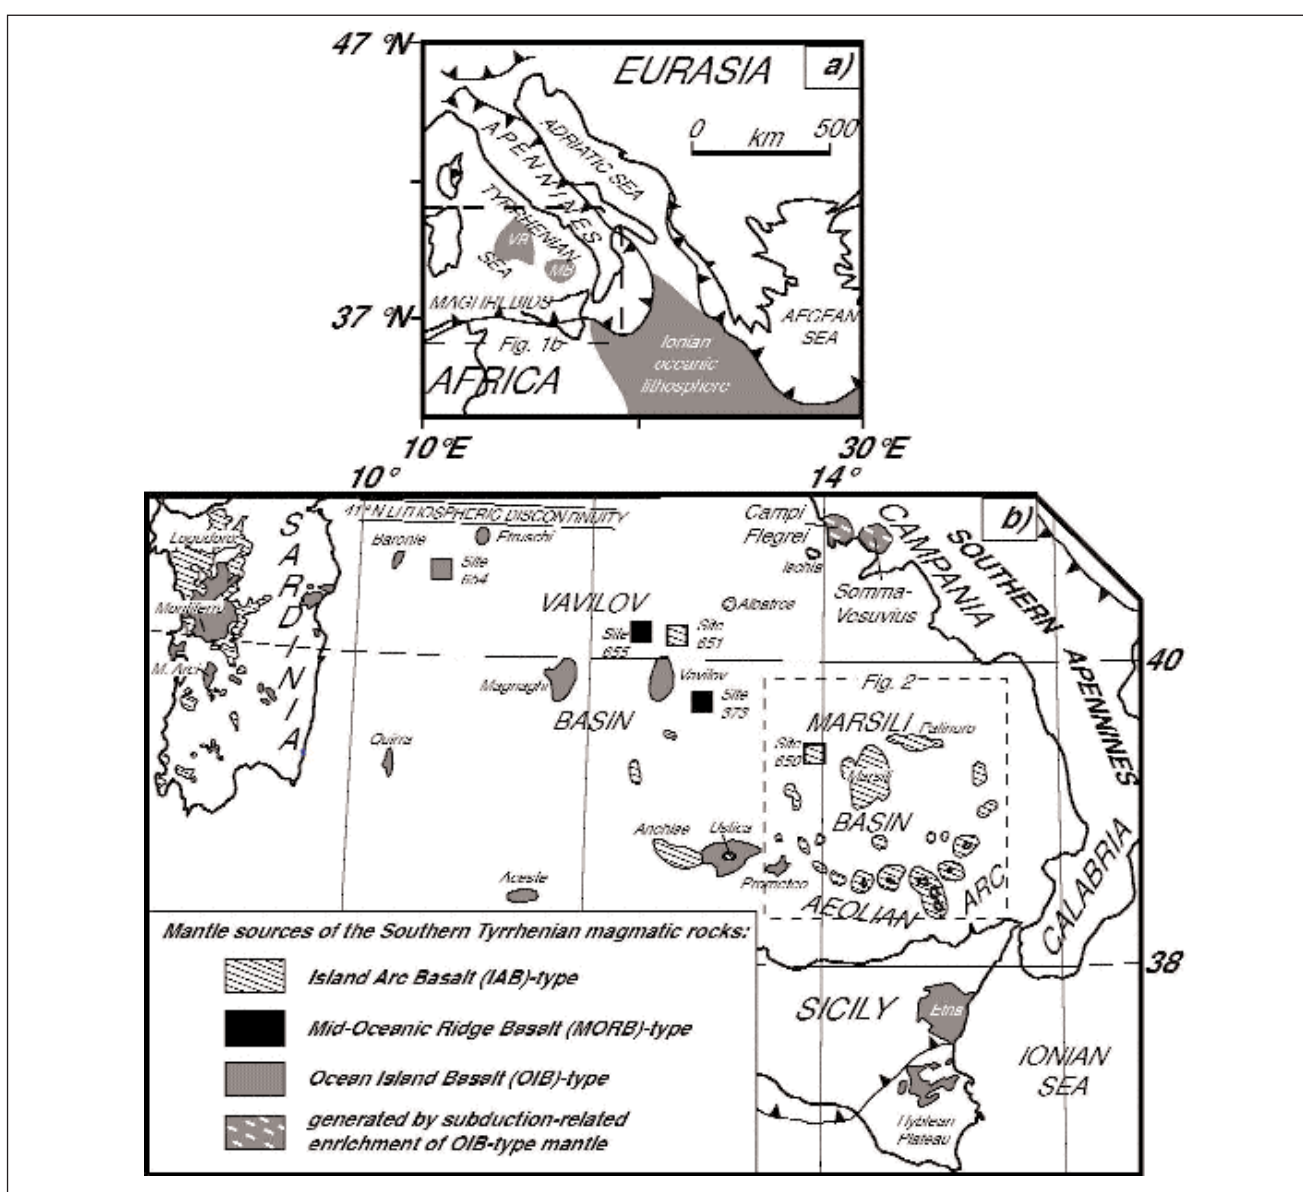 47 °N
EURASIA
a)
0 km 500
APENNINES
ADRIATIC SEA
TYRRHENIAN
SEA
VB
MB
37 °N
AEGEAN
SEA
Fig. 1b
Ionian
oceanic
lithosphere
AFRICA
10 °E
30 °E
10°
14°
41°N LITHOSPHERIC DISCONTINUITY
b)
SARDINIA
Logudoro
Baronie
Etruschi
Site
654
Campi
Flegrei
Ischia
CAMPANIA
SOUTHERN
APENNINES
Somma-
Vosuvius
Montiferro
VAVILOV
Albatros
Site
655
Site
651
40
M. Arci
Magnaghi
Vavilov
Fig. 2
BASIN
Site
373
MARSILI
Palinuro
Quirra
Site
650
Marsili
BASIN
Anchise
Ustica
CALABRIA
Aceste
AEOLIAN
ARC
38
Mantle sources of the Southern Tyrrhenian magmatic rocks:
Island Arc Basalt (IAB)-type
Mid-Oceanic Ridge Basalt (MORB)-type
Ocean Island Basalt (OIB)-type
generated by subduction-related
enrichment of OIB-type mantle
SICILY
Etna
IONIAN
SEA
Hyblean
Plateau